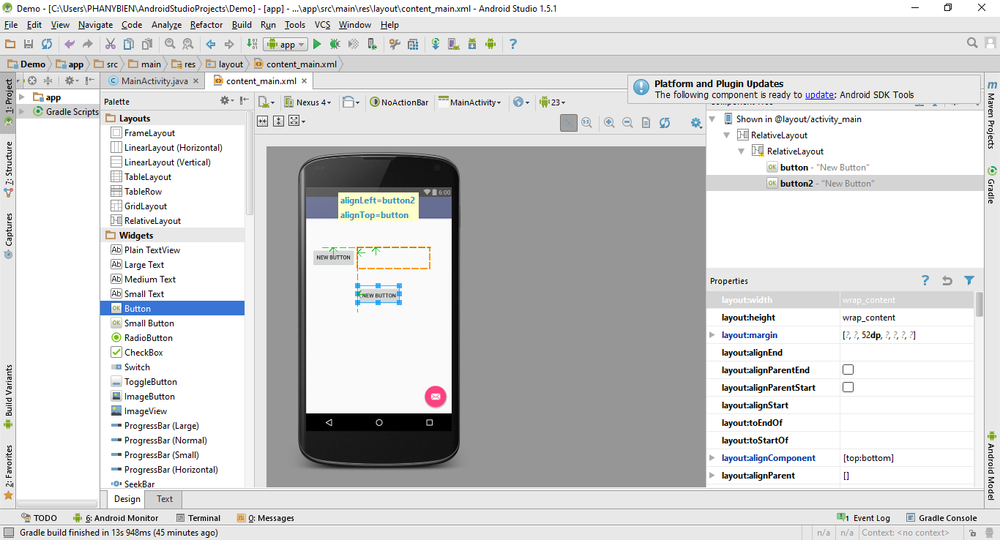 Demo - [C:\Users\PHANYBIEN\AndroidStudioProjects\Demo] - [app] - ...\app\src\main\res\layout\content_main.xml - Android Studio 1.5.1
File Edit View Navigate Code Analyze Refactor Build Run Tools VCS Window Help
app
Demo app src main res layout content_main.xml
MainActivity.java content_main.xml
Platform and Plugin Updates
The following component is ready to update: Android SDK Tools
1: Project
7: Structure
Captures
Build Variants
2: Favorites
app
Gradle Scripts
Palette
Layouts
FrameLayout
LinearLayout (Horizontal)
LinearLayout (Vertical)
TableLayout
TableRow
GridLayout
RelativeLayout
Widgets
Plain TextView
Large Text
Medium Text
Small Text
Button
Small Button
RadioButton
CheckBox
Switch
ToggleButton
ImageButton
ImageView
ProgressBar (Large)
ProgressBar (Normal)
ProgressBar (Small)
ProgressBar (Horizontal)
SeekBar
Nexus 4 NoActionBar MainActivity 23
1:1
6:00
alignLeft=button2
alignTop=button
NEW BUTTON
NEW BUTTON
Component Tree
Shown in @layout/activity_main
RelativeLayout
RelativeLayout
button - "New Button"
button2 - "New Button"
Properties
layout:width wrap_content
layout:height wrap_content
layout:margin [?, ?, 52dp, ?, ?, ?, ?]
layout:alignEnd
layout:alignParentEnd
layout:alignParentStart
layout:alignStart
layout:toEndOf
layout:toStartOf
layout:alignComponent [top:bottom]
layout:alignParent []
Maven Projects
Gradle
Android Model
Design Text
TODO 6: Android Monitor Terminal 0: Messages 1 Event Log Gradle Console
Gradle build finished in 13s 948ms (45 minutes ago) n/a n/a Context: <no context>